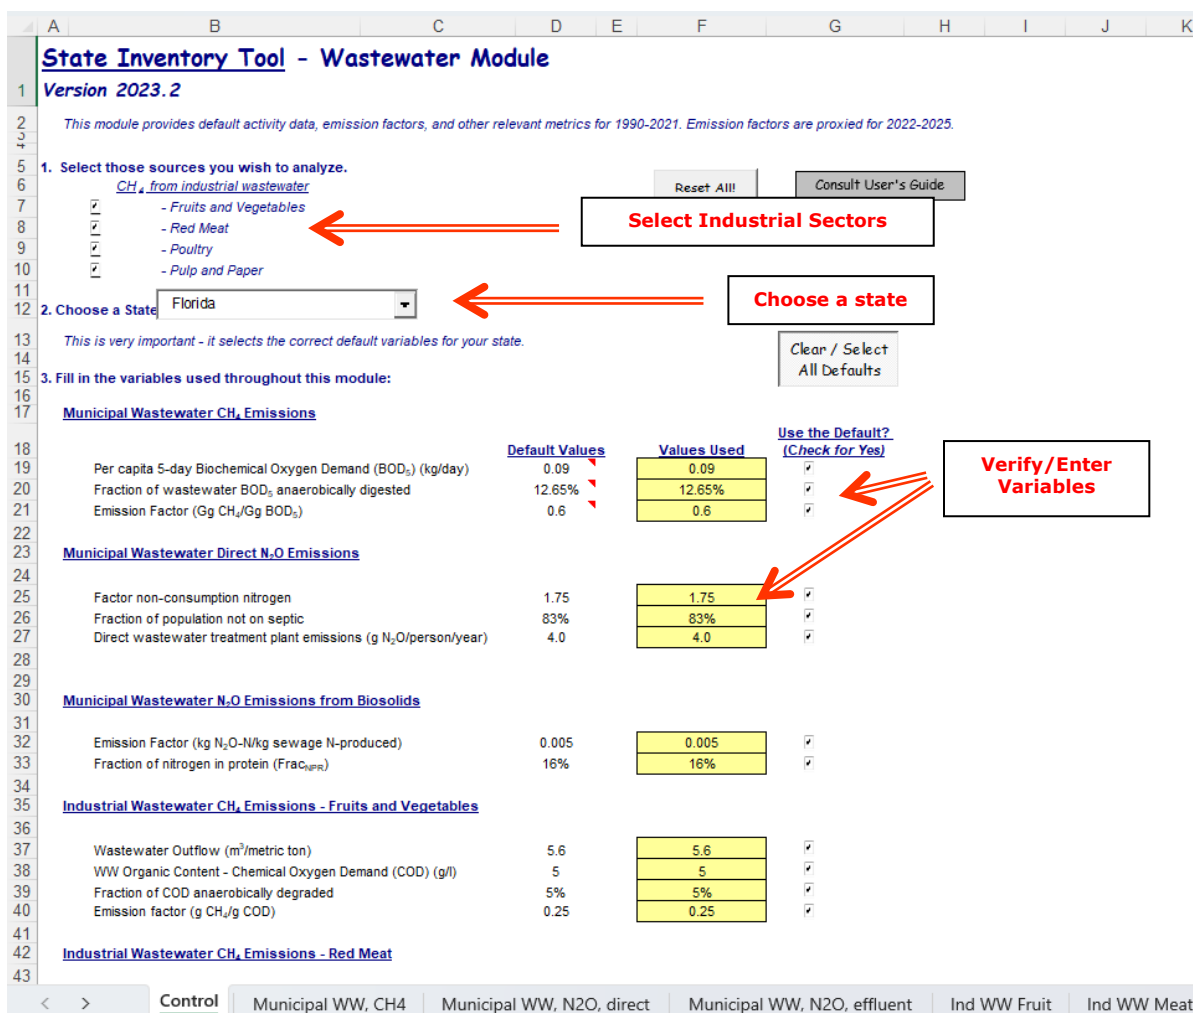 A B C D E F G H I J K
1 State Inventory Tool - Wastewater Module
Version 2023.2
2 This module provides default activity data, emission factors, and other relevant metrics for 1990-2021. Emission factors are proxied for 2022-2025.
3
4
5 1. Select those sources you wish to analyze.
6 CH₄ from industrial wastewater Reset All! Consult User's Guide
7 - Fruits and Vegetables
8 - Red Meat
Select Industrial Sectors
9 - Poultry
10 - Pulp and Paper
11
12 2. Choose a State Florida
Choose a state
13 This is very important - it selects the correct default variables for your state.
14
Clear / Select
All Defaults
15 3. Fill in the variables used throughout this module:
16
17 Municipal Wastewater CH₄ Emissions
Use the Default?
18 Default Values Values Used (Check for Yes)
19 Per capita 5-day Biochemical Oxygen Demand (BOD₅) (kg/day) 0.09 0.09
20 Fraction of wastewater BOD₅ anaerobically digested 12.65% 12.65%
21 Emission Factor (Gg CH₄/Gg BOD₅) 0.6 0.6
Verify/Enter
Variables
22
23 Municipal Wastewater Direct N₂O Emissions
24
25 Factor non-consumption nitrogen 1.75 1.75
26 Fraction of population not on septic 83% 83%
27 Direct wastewater treatment plant emissions (g N₂O/person/year) 4.0 4.0
28
29
30 Municipal Wastewater N₂O Emissions from Biosolids
31
32 Emission Factor (kg N₂O-N/kg sewage N-produced) 0.005 0.005
33 Fraction of nitrogen in protein (Frac_NPR) 16% 16%
34
35 Industrial Wastewater CH₄ Emissions - Fruits and Vegetables
36
37 Wastewater Outflow (m³/metric ton) 5.6 5.6
38 WW Organic Content - Chemical Oxygen Demand (COD) (g/l) 5 5
39 Fraction of COD anaerobically degraded 5% 5%
40 Emission factor (g CH₄/g COD) 0.25 0.25
41
42 Industrial Wastewater CH₄ Emissions - Red Meat
43
< > Control Municipal WW, CH4 Municipal WW, N2O, direct Municipal WW, N2O, effluent Ind WW Fruit Ind WW Meat